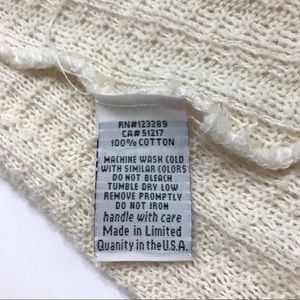 RN#123289
CA# 51217
100% COTTON
MACHINE WASH COLD
WITH SIMILAR COLORS
DO NOT BLEACH
TUMBLE DRY LOW
REMOVE PROMPTLY
DO NOT IRON
handle with care
Made in Limited
Quanity in the U.S.A.